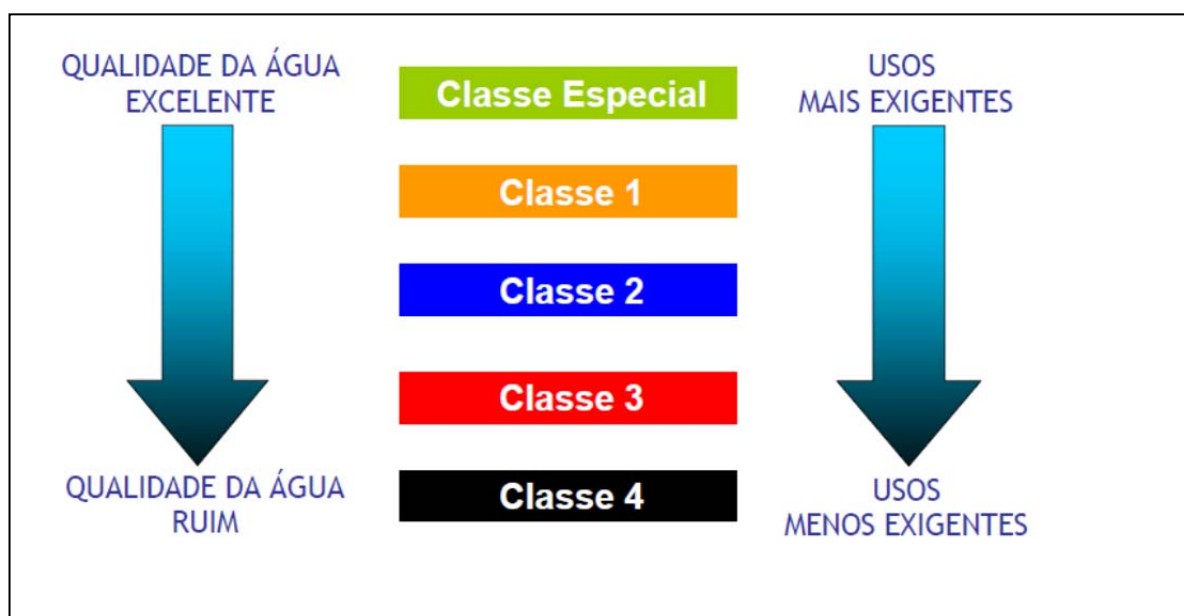 QUALIDADE DA ÁGUA
EXCELENTE
Classe Especial
USOS
MAIS EXIGENTES
Classe 1
Classe 2
Classe 3
QUALIDADE DA ÁGUA
RUIM
Classe 4
USOS
MENOS EXIGENTES